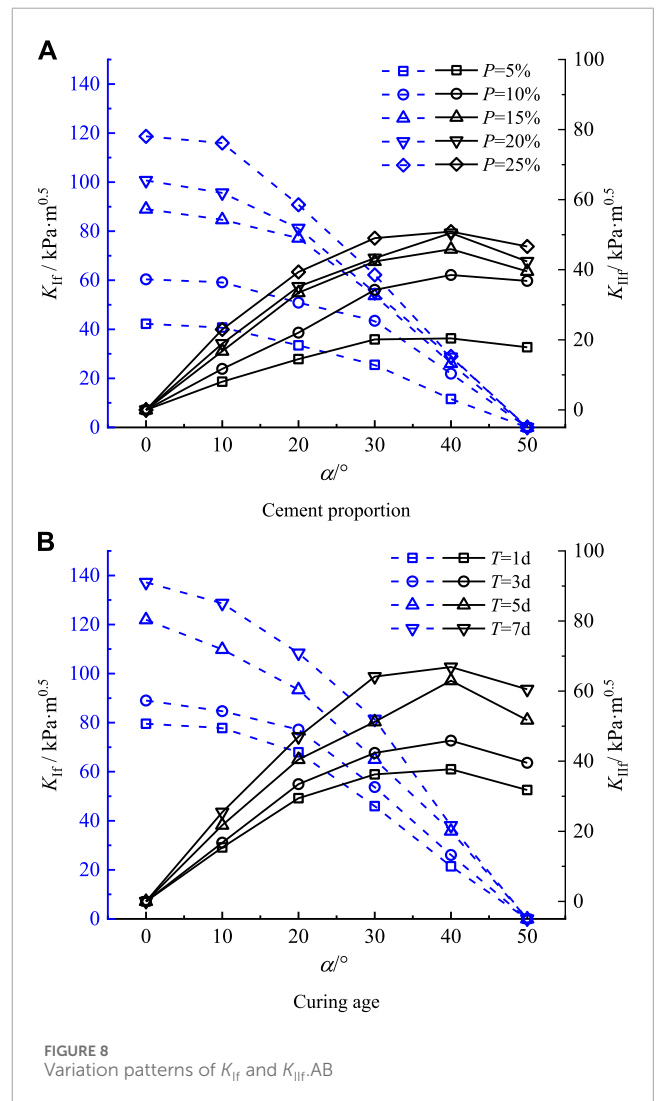 A
140
120
100
80
60
40
20
0
K_If / kPa·m^0.5
100
80
60
40
20
0
K_IIf / kPa·m^0.5
P=5%
P=10%
P=15%
P=20%
P=25%
0 10 20 30 40 50
α/°
Cement proportion
B
140
120
100
80
60
40
20
0
K_If / kPa·m^0.5
100
80
60
40
20
0
K_IIf / kPa·m^0.5
T=1d
T=3d
T=5d
T=7d
0 10 20 30 40 50
α/°
Curing age
FIGURE 8
Variation patterns of K_If and K_IIf.AB